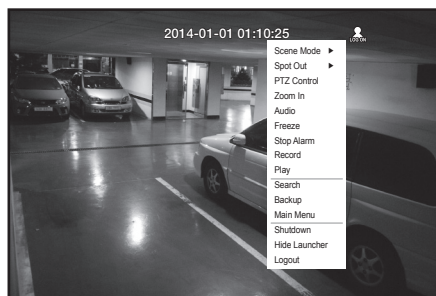 2014-01-01 01:10:25
LOG ON
Scene Mode ►
Spot Out ►
PTZ Control
Zoom In
Audio
Freeze
Stop Alarm
Record
Play
Search
Backup
Main Menu
Shutdown
Hide Launcher
Logout